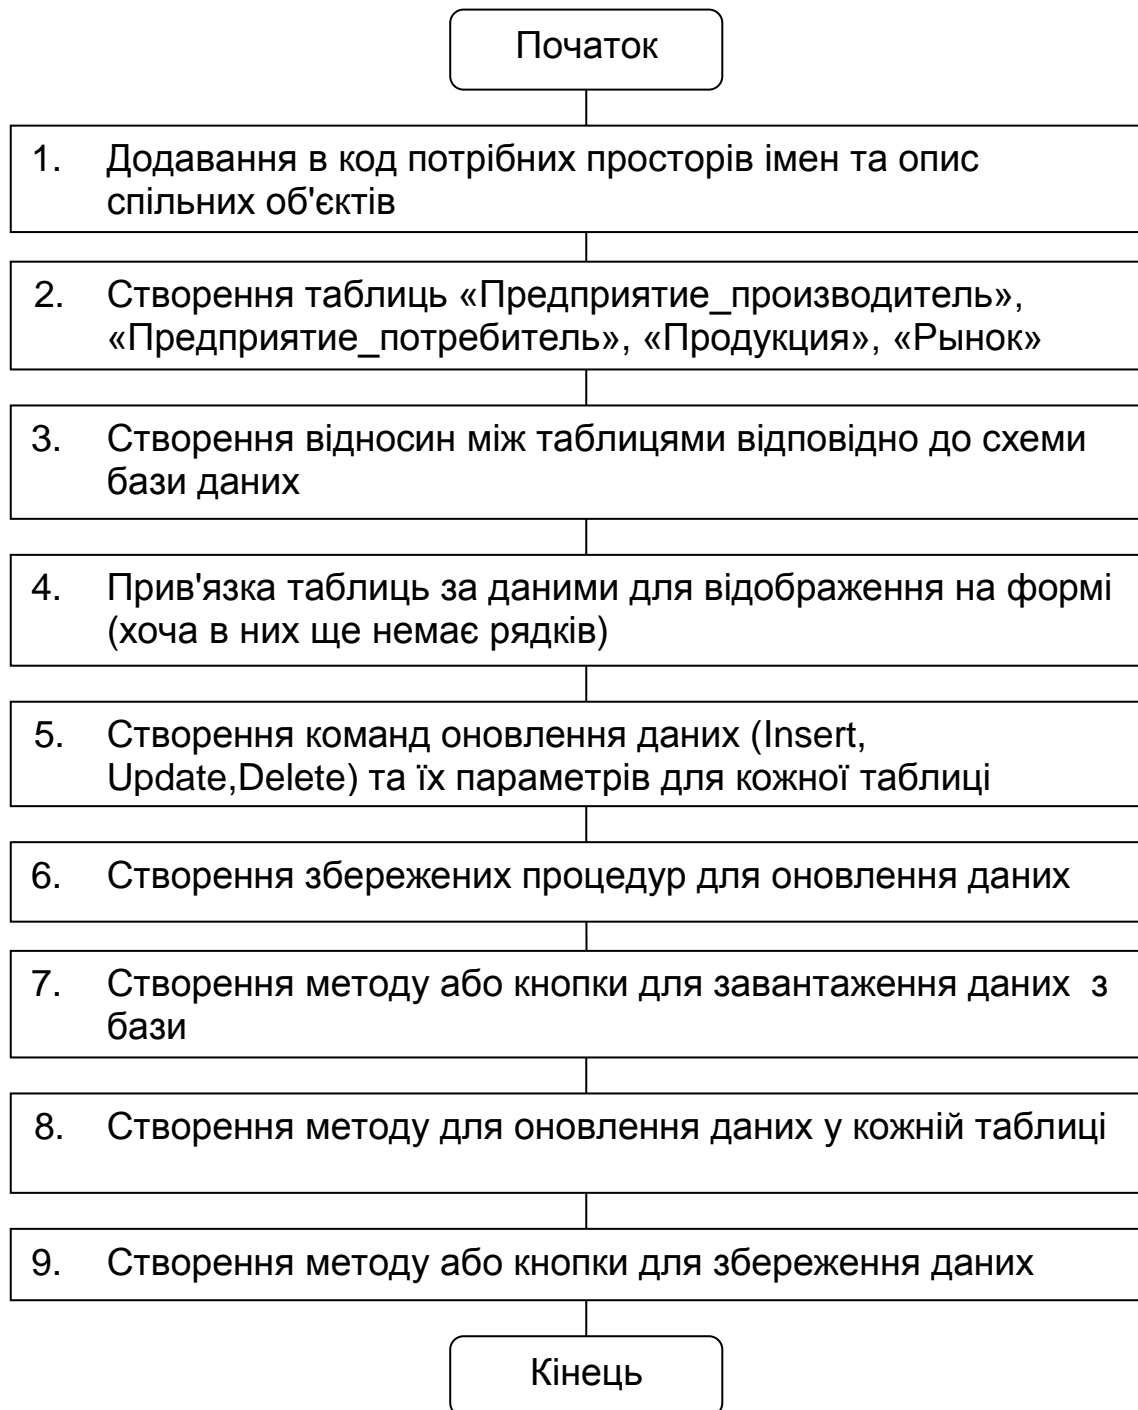 Початок
1. Додавання в код потрібних просторів імен та опис
спільних об'єктів
2. Створення таблиць «Предприятие_производитель»,
«Предприятие_потребитель», «Продукция», «Рынок»
3. Створення відносин між таблицями відповідно до схеми
бази даних
4. Прив'язка таблиць за даними для відображення на формі
(хоча в них ще немає рядків)
5. Створення команд оновлення даних (Insert,
Update,Delete) та їх параметрів для кожної таблиці
6. Створення збережених процедур для оновлення даних
7. Створення методу або кнопки для завантаження даних з
бази
8. Створення методу для оновлення даних у кожній таблиці
9. Створення методу або кнопки для збереження даних
Кінець